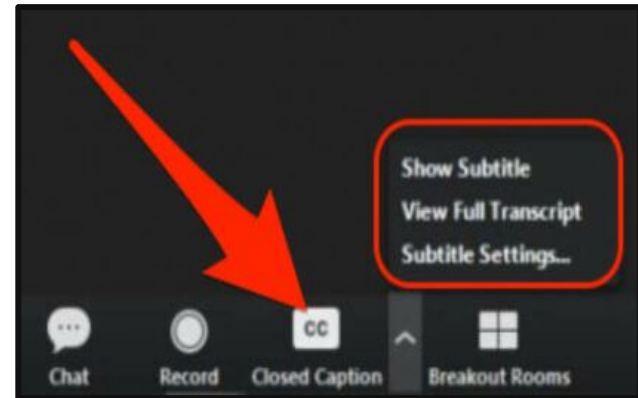 Show Subtitle
View Full Transcript
Subtitle Settings...
CC
Chat Record Closed Caption Breakout Rooms